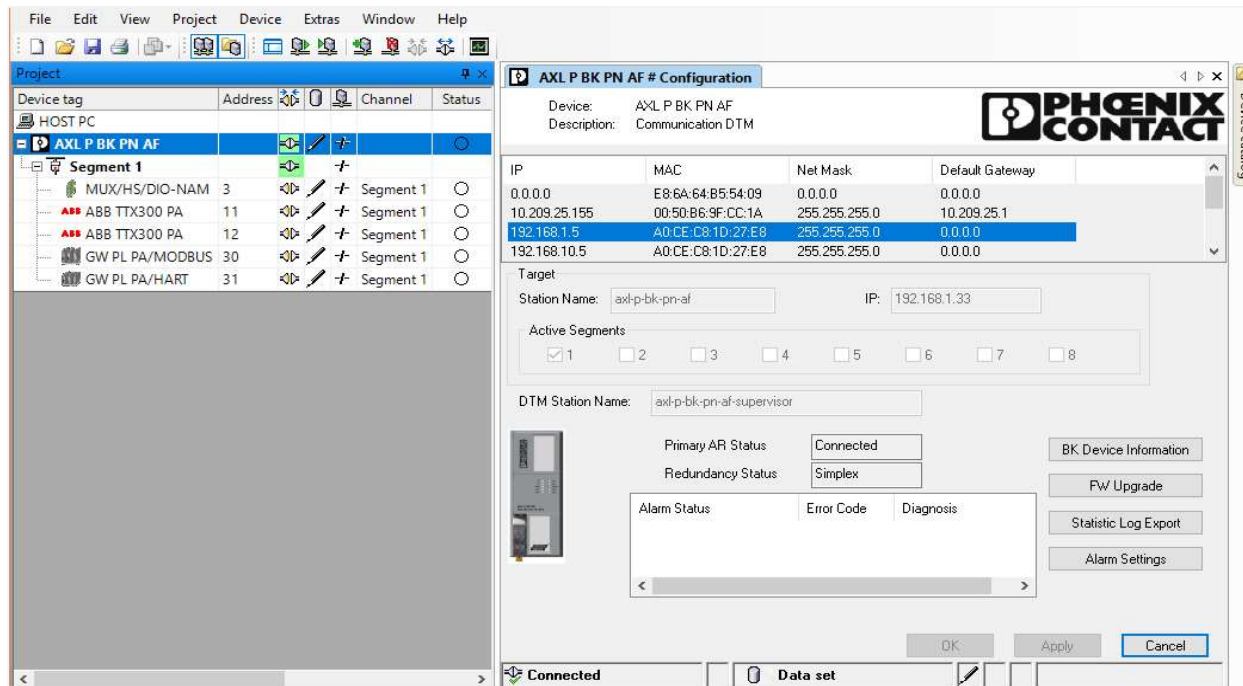 File Edit View Project Device Extras Window Help
Project
Device tag Address Channel Status
HOST PC
AXL P BK PN AF
Segment 1
MUX/HS/DIO-NAM 3 Segment 1
ABB ABB TTX300 PA 11 Segment 1
ABB ABB TTX300 PA 12 Segment 1
GW PL PA/MODBUS 30 Segment 1
GW PL PA/HART 31 Segment 1
AXL P BK PN AF # Configuration
Device: AXL P BK PN AF
Description: Communication DTM
PHŒNIX
CONTACT
IP MAC Net Mask Default Gateway
0.0.0.0 E8:6A:64:B5:54:09 0.0.0.0 0.0.0.0
10.209.25.155 00:50:B6:9F:CC:1A 255.255.255.0 10.209.25.1
192.168.1.5 A0:CE:C8:1D:27:E8 255.255.255.0 0.0.0.0
192.168.10.5 A0:CE:C8:1D:27:E8 255.255.255.0 0.0.0.0
Target
Station Name: axl-p-bk-pn-af IP: 192.168.1.33
Active Segments
1 2 3 4 5 6 7 8
DTM Station Name: axl-p-bk-pn-af-supervisor
Primary AR Status Connected
BK Device Information
Redundancy Status Simplex
FW Upgrade
Alarm Status Error Code Diagnosis
Statistic Log Export
Alarm Settings
OK Apply Cancel
Connected Data set